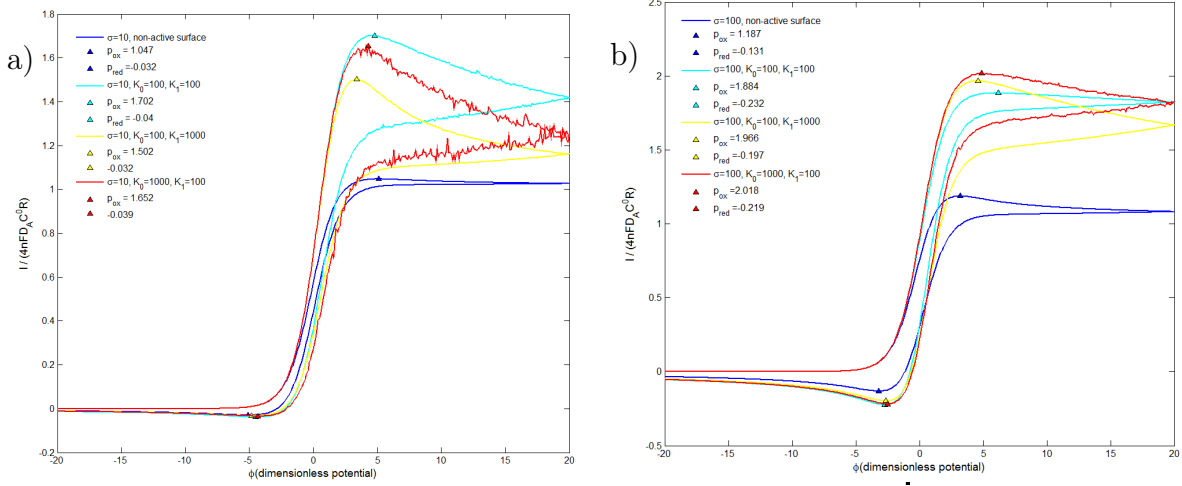 a)
1.8
1.6
1.4
1.2
1
0.8
0.6
0.4
0.2
0
-0.2
I / (4nFD_A C^0 R)
σ=10, non-active surface
p_ox = 1.047
p_red = -0.032
σ=10, K_0=100, K_1=100
p_ox = 1.702
p_red = -0.04
σ=10, K_0=100, K_1=1000
p_ox = 1.502
-0.032
σ=10, K_0=1000, K_1=100
p_ox = 1.652
-0.039
-20
-15
-10
-5
0
5
10
15
20
ϕ(dimensionless potential)
b)
2.5
2
1.5
1
0.5
0
-0.5
I / (4nFD_A C^0 R)
σ=100, non-active surface
p_ox = 1.187
p_red =-0.131
σ=100, K_0=100, K_1=100
p_ox =1.884
p_red =-0.232
σ=100, K_0=100, K_1=1000
p_ox =1.966
p_red =-0.197
σ=100, K_0=1000, K_1=100
p_ox =2.018
p_red =-0.219
-20
-15
-10
-5
0
5
10
15
20
ϕ(dimensionless potential)